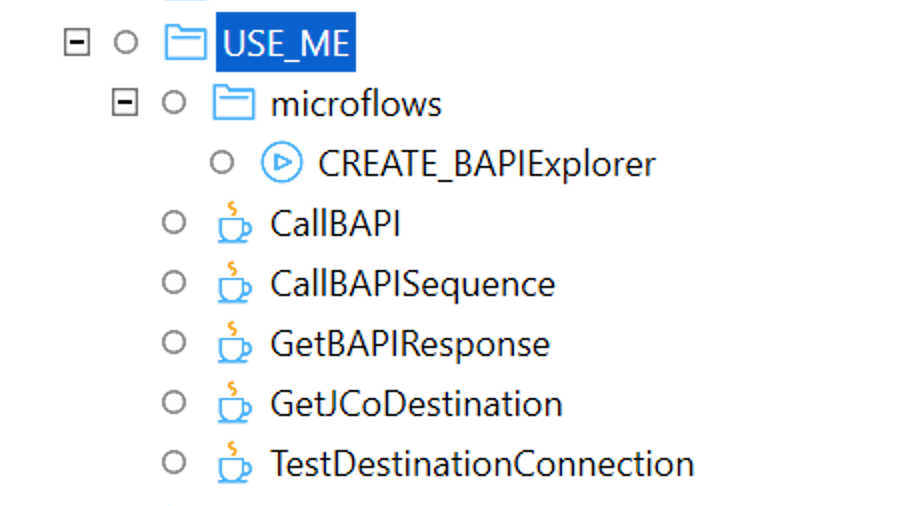 USE_ME
microflows
CREATE_BAPIExplorer
CallBAPI
CallBAPISequence
GetBAPIResponse
GetJCoDestination
TestDestinationConnection